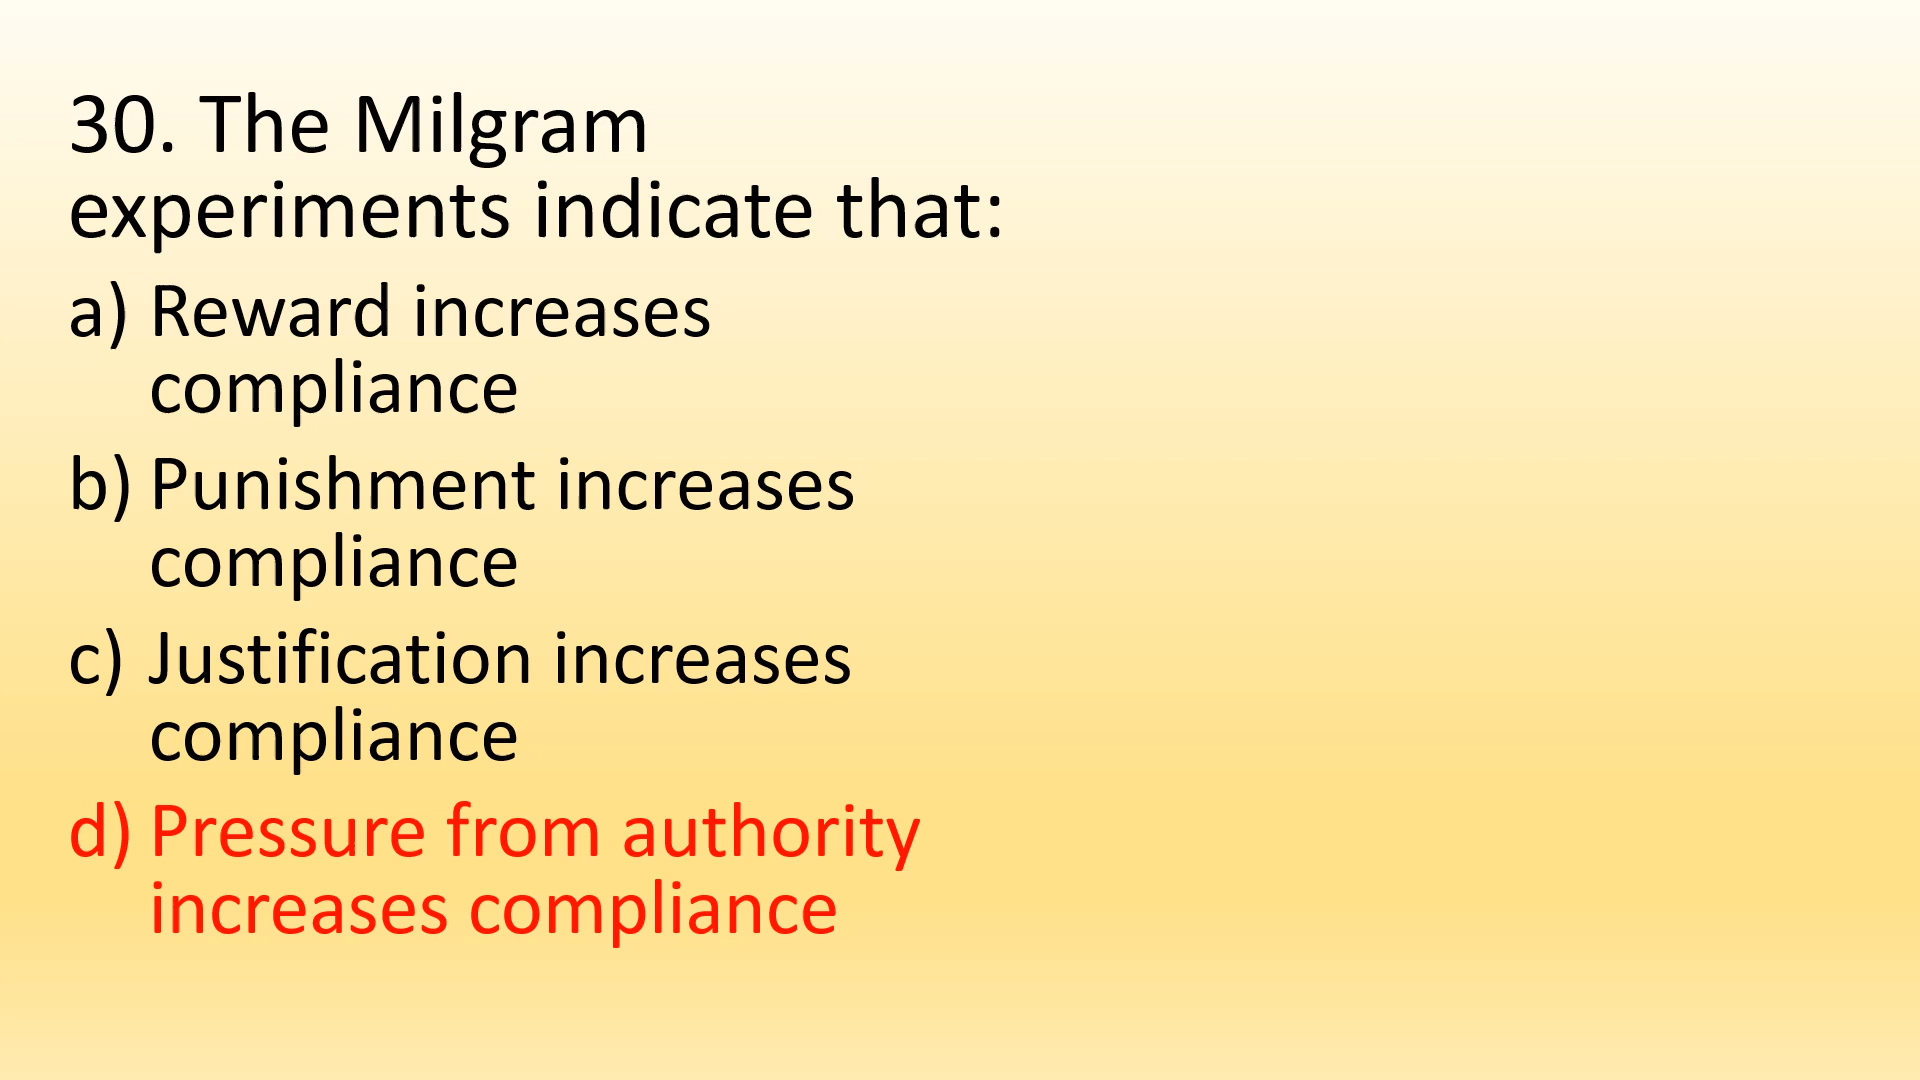 30. The Milgram
experiments indicate that:
a) Reward increases
compliance
b) Punishment increases
compliance
c) Justification increases
compliance
d) Pressure from authority
increases compliance